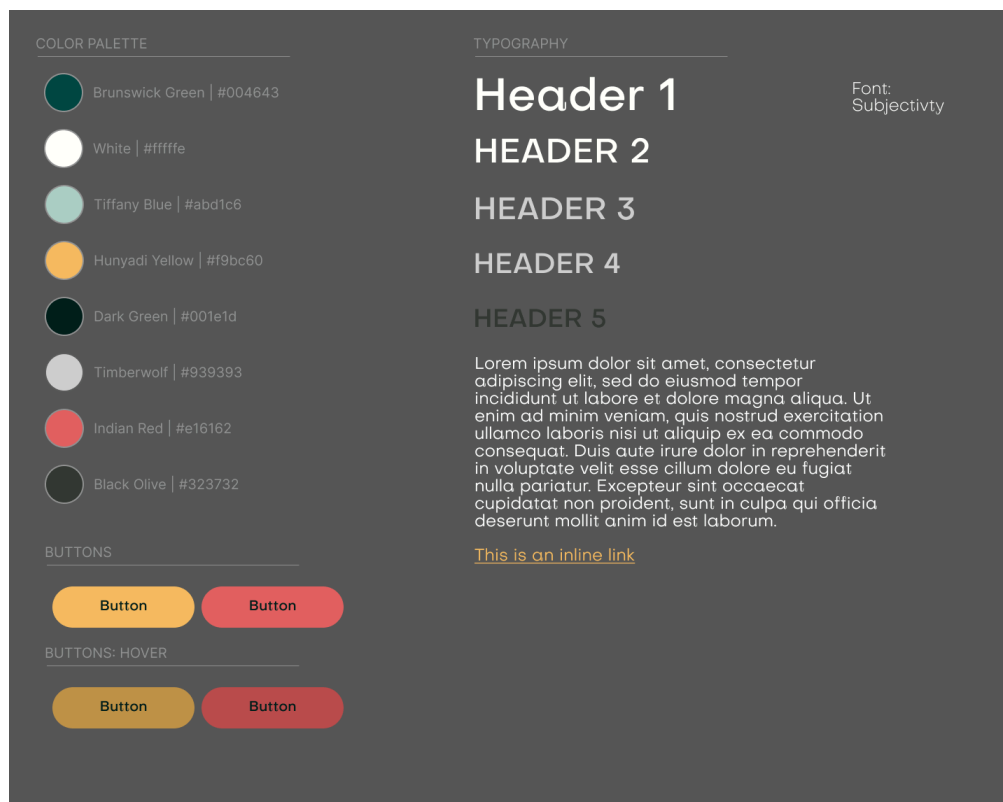 COLOR PALETTE
Brunswick Green | #004643
White | #fffffe
Tiffany Blue | #abd1c6
Hunyadi Yellow | #f9bc60
Dark Green | #001e1d
Timberwolf | #939393
Indian Red | #e16162
Black Olive | #323732
BUTTONS
Button
Button
BUTTONS: HOVER
Button
Button
TYPOGRAPHY
Header 1
HEADER 2
HEADER 3
HEADER 4
HEADER 5
Font:
Subjectivty
Lorem ipsum dolor sit amet, consectetur
adipiscing elit, sed do eiusmod tempor
incididunt ut labore et dolore magna aliqua. Ut
enim ad minim veniam, quis nostrud exercitation
ullamco laboris nisi ut aliquip ex ea commodo
consequat. Duis aute irure dolor in reprehenderit
in voluptate velit esse cillum dolore eu fugiat
nulla pariatur. Excepteur sint occaecat
cupidatat non proident, sunt in culpa qui officia
deserunt mollit anim id est laborum.
This is an inline link